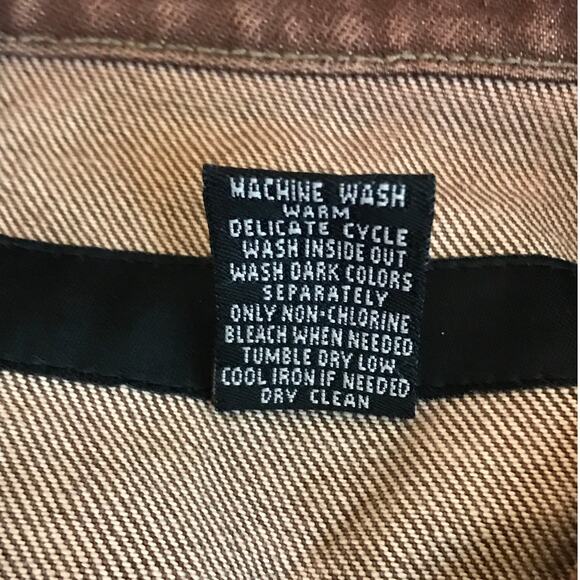 MACHINE WASH
WARM
DELICATE CYCLE
WASH INSIDE OUT
WASH DARK COLORS
SEPARATELY
ONLY NON-CHLORINE
BLEACH WHEN NEEDED
TUMBLE DRY LOW
COOL IRON IF NEEDED
DRY CLEAN